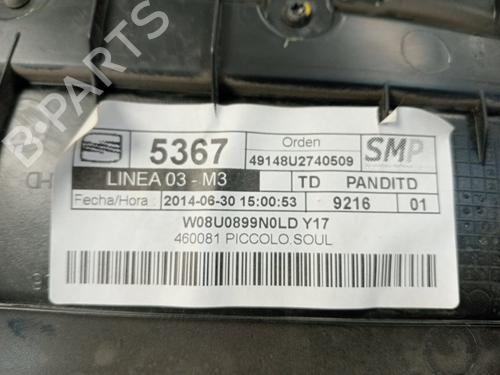 5367
Orden
49148U2740509
SMP
LINEA 03 - M3
TD
PANDITD
Fecha/Hora :
2014-06-30 15:00:53
9216
01
W08U0899N0LD Y17
460081 PICCOLO.SOUL
B-PARTS